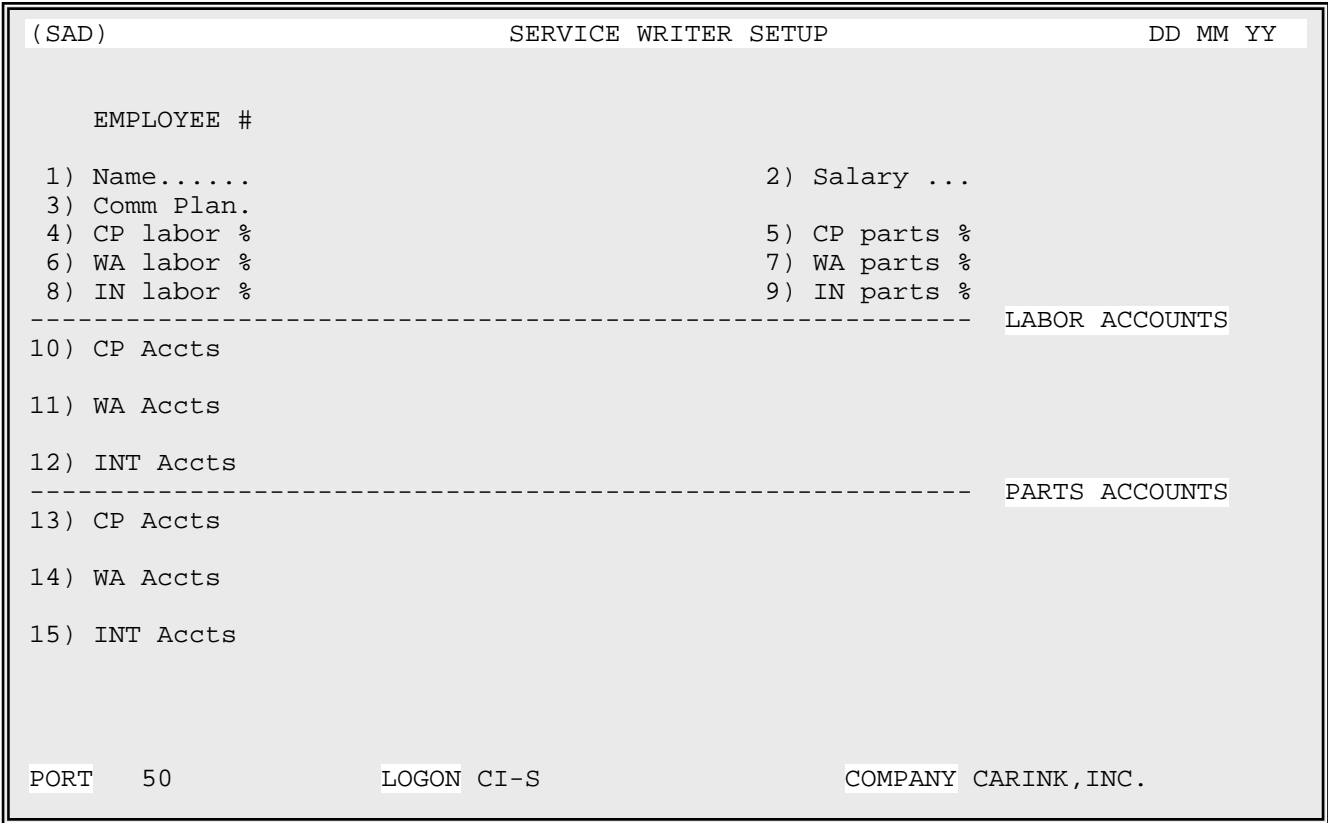 (SAD) SERVICE WRITER SETUP DD MM YY
EMPLOYEE #
1) Name...... 2) Salary ...
3) Comm Plan.
4) CP labor % 5) CP parts %
6) WA labor % 7) WA parts %
8) IN labor % 9) IN parts %
----------------------------------------------------------- LABOR ACCOUNTS
10) CP Accts
11) WA Accts
12) INT Accts
----------------------------------------------------------- PARTS ACCOUNTS
13) CP Accts
14) WA Accts
15) INT Accts
PORT 50 LOGON CI-S COMPANY CARINK,INC.